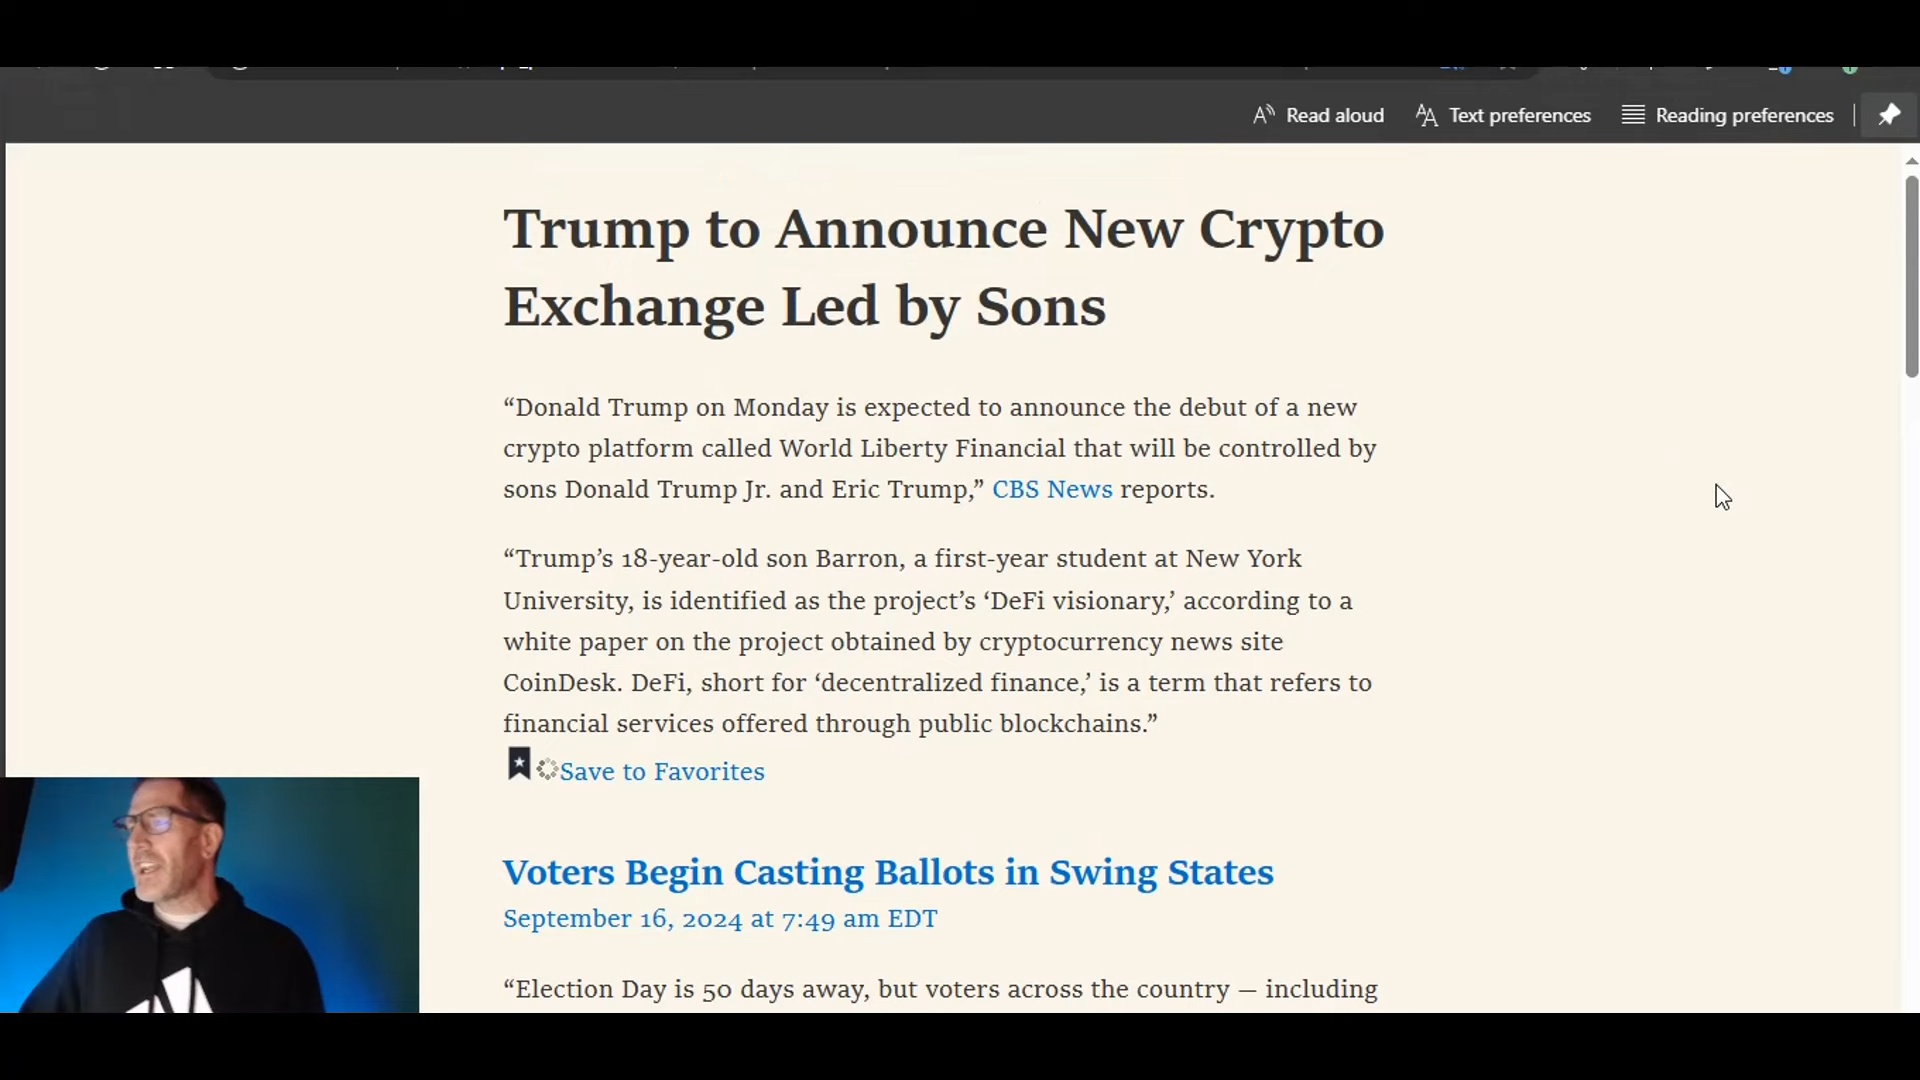 Read aloud
Text preferences
Reading preferences
Trump to Announce New Crypto
Exchange Led by Sons
“Donald Trump on Monday is expected to announce the debut of a new
crypto platform called World Liberty Financial that will be controlled by
sons Donald Trump Jr. and Eric Trump,” CBS News reports.
“Trump’s 18-year-old son Barron, a first-year student at New York
University, is identified as the project’s ‘DeFi visionary,’ according to a
white paper on the project obtained by cryptocurrency news site
CoinDesk. DeFi, short for ‘decentralized finance,’ is a term that refers to
financial services offered through public blockchains.”
Save to Favorites
Voters Begin Casting Ballots in Swing States
September 16, 2024 at 7:49 am EDT
“Election Day is 50 days away, but voters across the country — including